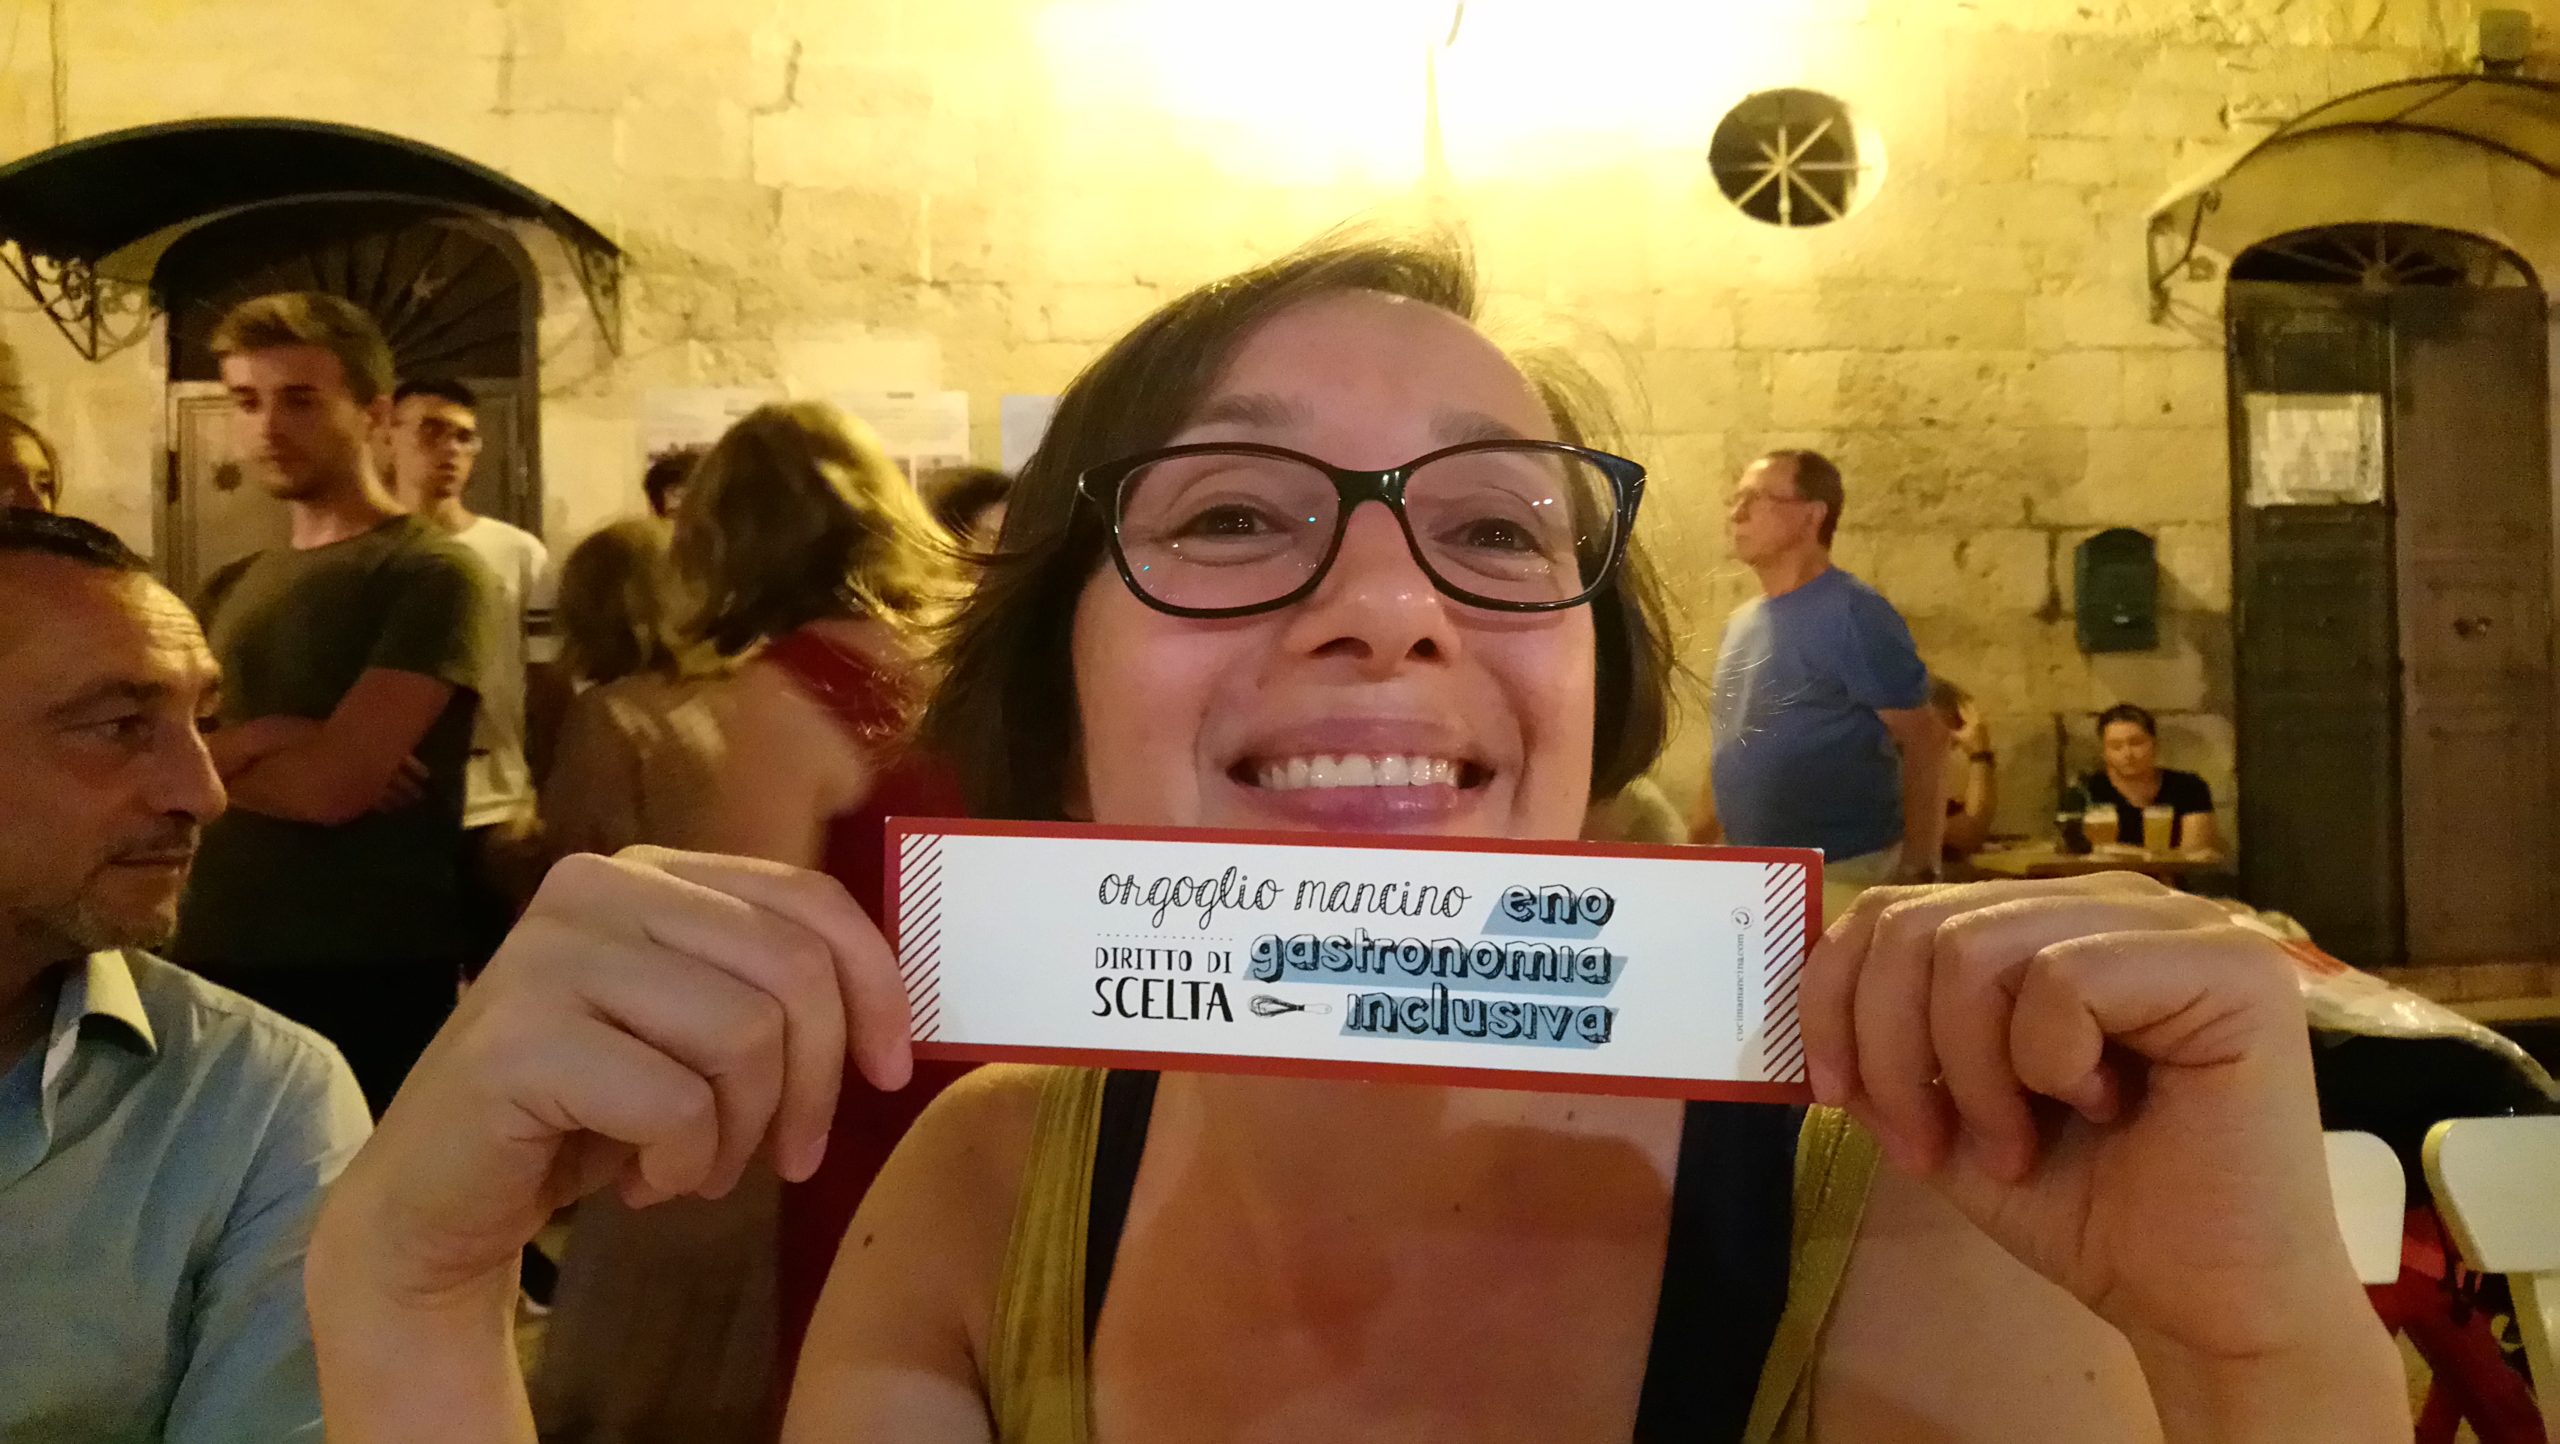 orgoglio mancino eno
DIRITTO DI gastronomia
SCELTA inclusiva
cucinamancina.com